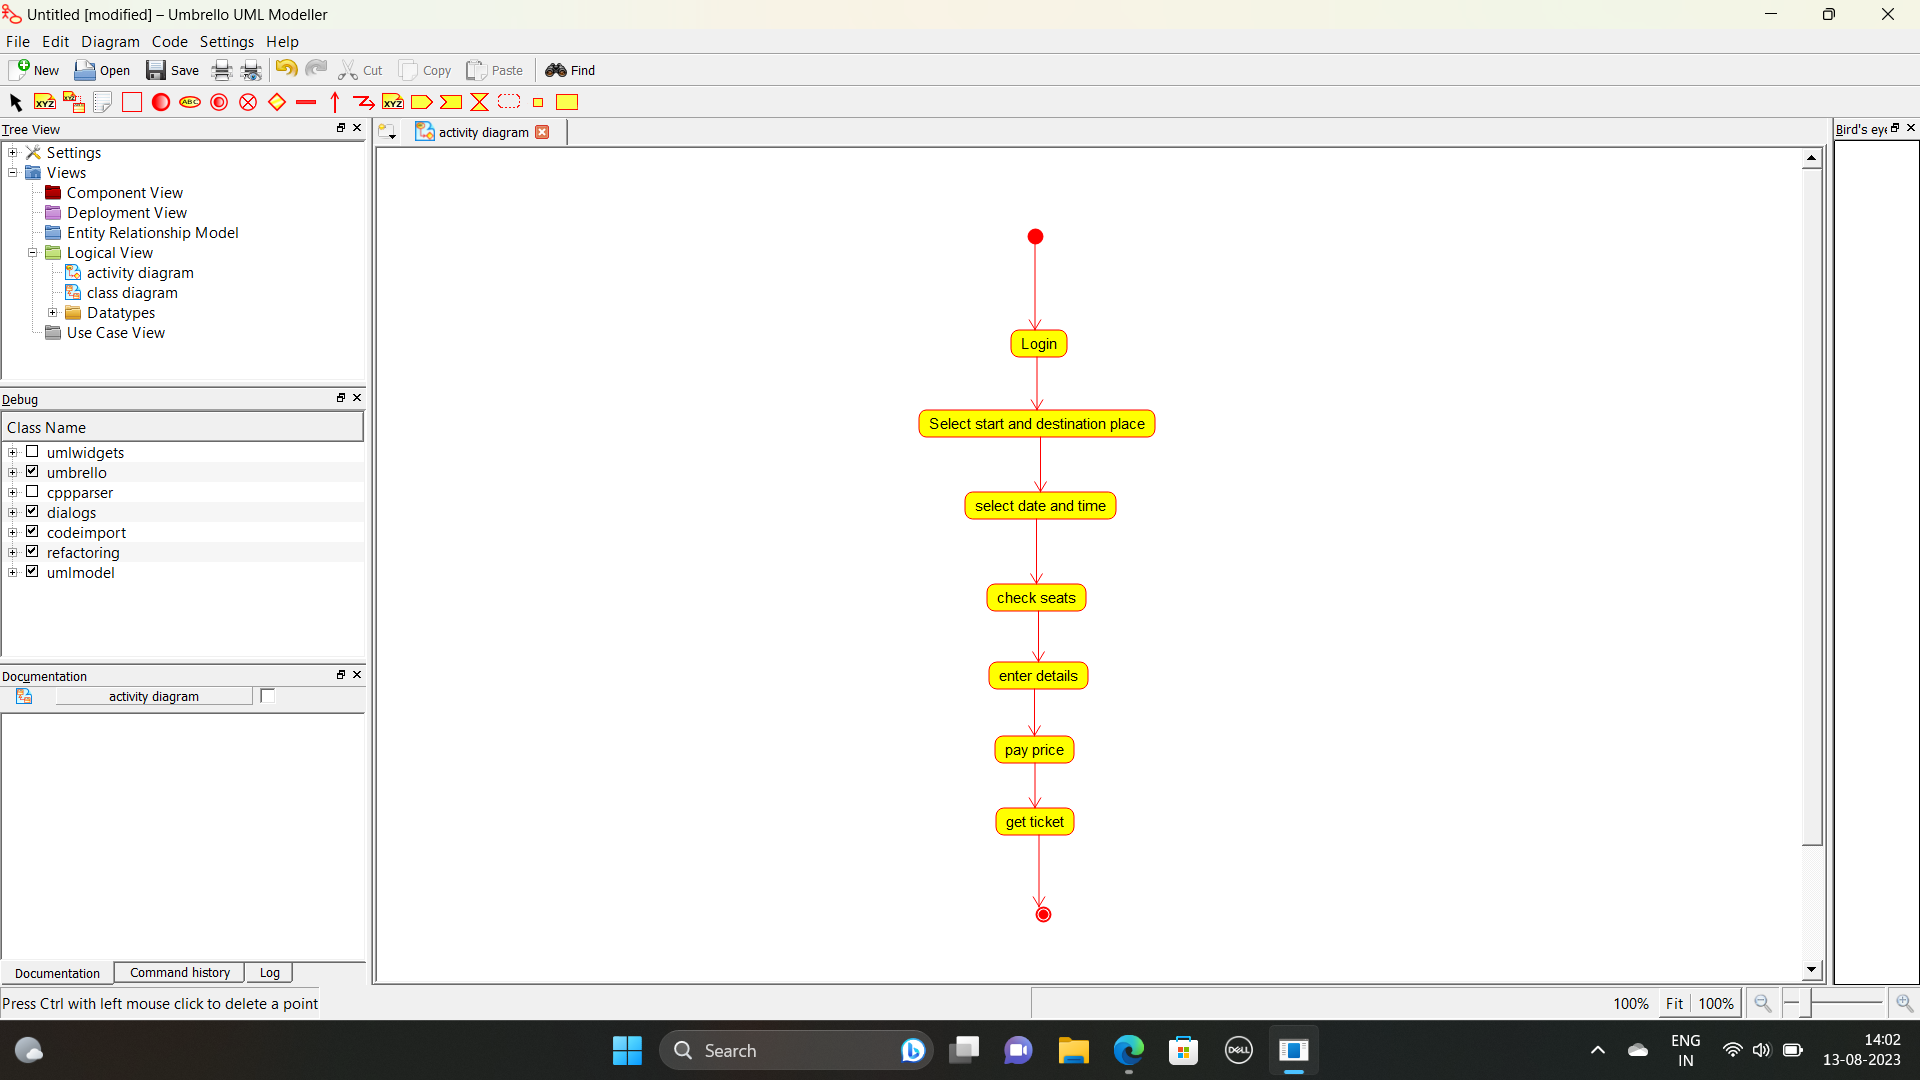 Untitled [modified] – Umbrello UML Modeller
File Edit Diagram Code Settings Help
New Open Save Cut Copy Paste Find
XYZ XYZ ABC XYZ
Tree View
activity diagram
Bird's eye
Settings
Views
Component View
Deployment View
Entity Relationship Model
Logical View
activity diagram
class diagram
Datatypes
Use Case View
Debug
Class Name
umlwidgets
umbrello
cppparser
dialogs
codeimport
refactoring
umlmodel
Documentation
activity diagram
Login
Select start and destination place
select date and time
check seats
enter details
pay price
get ticket
Documentation Command history Log
Press Ctrl with left mouse click to delete a point
100% Fit 100%
Search
DELL
ENG
IN
14:02
13-08-2023